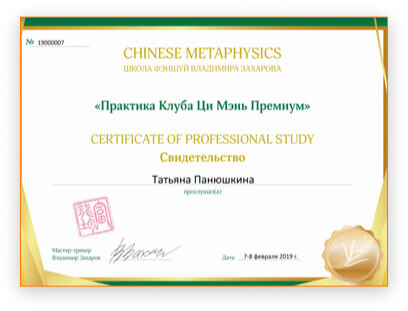 № 19000007
CHINESE METAPHYSICS
ШКОЛА ФЭНШУЙ ВЛАДИМИРА ЗАХАРОВА
«Практика Клуба Ци Мэнь Премиум»
CERTIFICATE OF PROFESSIONAL STUDY
Свидетельство
Татьяна Панюшкина
прослушал(а)
Мастер-тренер
Владимир Захаров
Дата 7-8 февраля 2019 г.